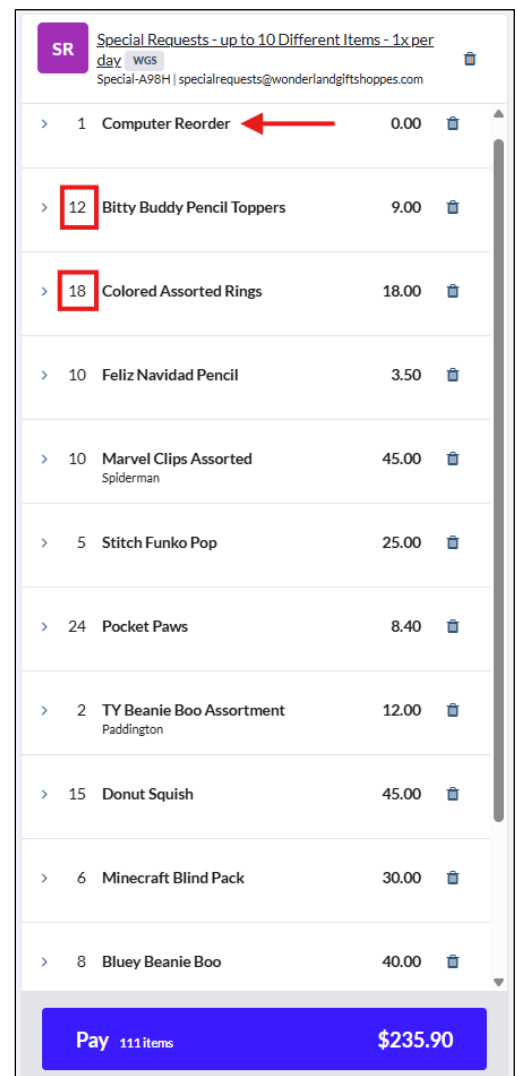 SR
Special Requests - up to 10 Different Items - 1x per
day WGS
Special-A98H | specialrequests@wonderlandgiftshoppes.com
1 Computer Reorder 0.00
12 Bitty Buddy Pencil Toppers 9.00
18 Colored Assorted Rings 18.00
10 Feliz Navidad Pencil 3.50
10 Marvel Clips Assorted 45.00
Spiderman
5 Stitch Funko Pop 25.00
24 Pocket Paws 8.40
2 TY Beanie Boo Assortment 12.00
Paddington
15 Donut Squish 45.00
6 Minecraft Blind Pack 30.00
8 Bluey Beanie Boo 40.00
Pay 111 items $235.90